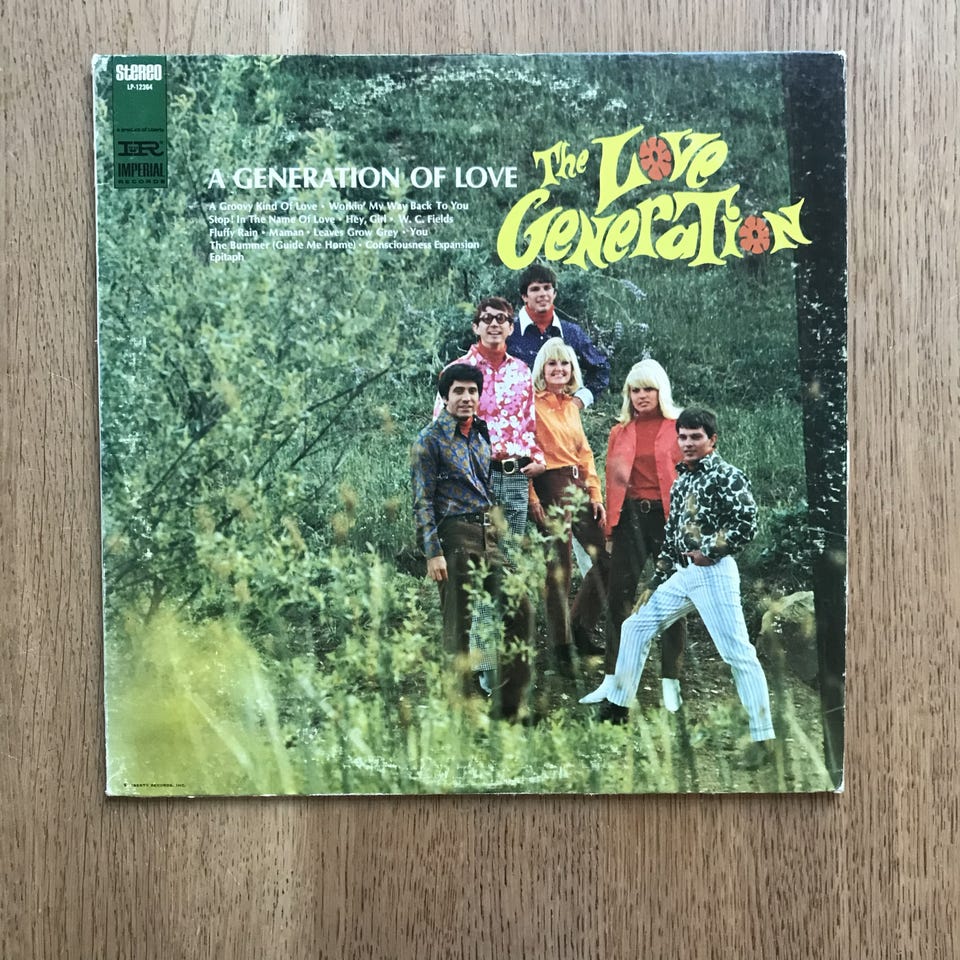 STEREO
LP-12364
IR
IMPERIAL
RECORDS
A GENERATION OF LOVE
A Groovy Kind Of Love • Workin' My Way Back To You
Stop! In The Name Of Love • Hey, Girl • W. C. Fields
Fluffy Rain • Maman • Leaves Grow Grey • You
The Bummer (Guide Me Home) • Consciousness Expansion
Epitaph
The Love
Generation
RECORDS, INC.